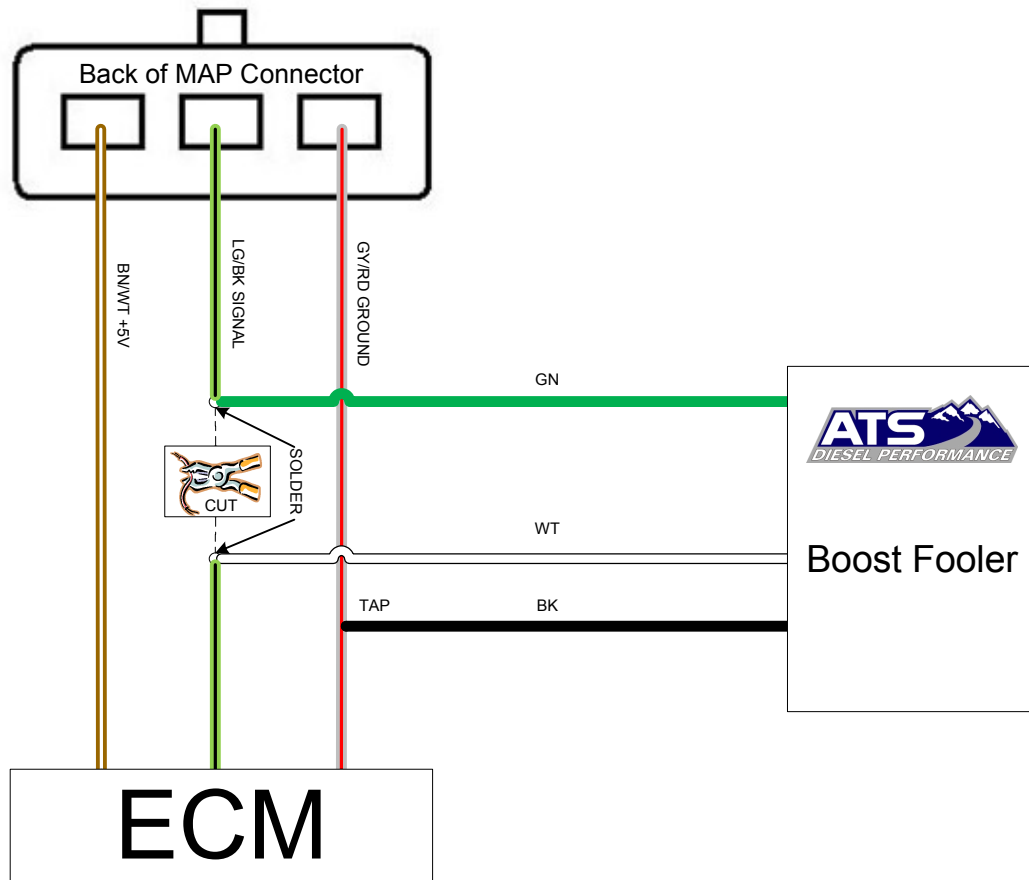 Back of MAP Connector
BN/WT +5V
LG/BK SIGNAL
GY/RD GROUND
GN
ATS
DIESEL PERFORMANCE
SOLDER
CUT
WT
Boost Fooler
TAP
BK
ECM